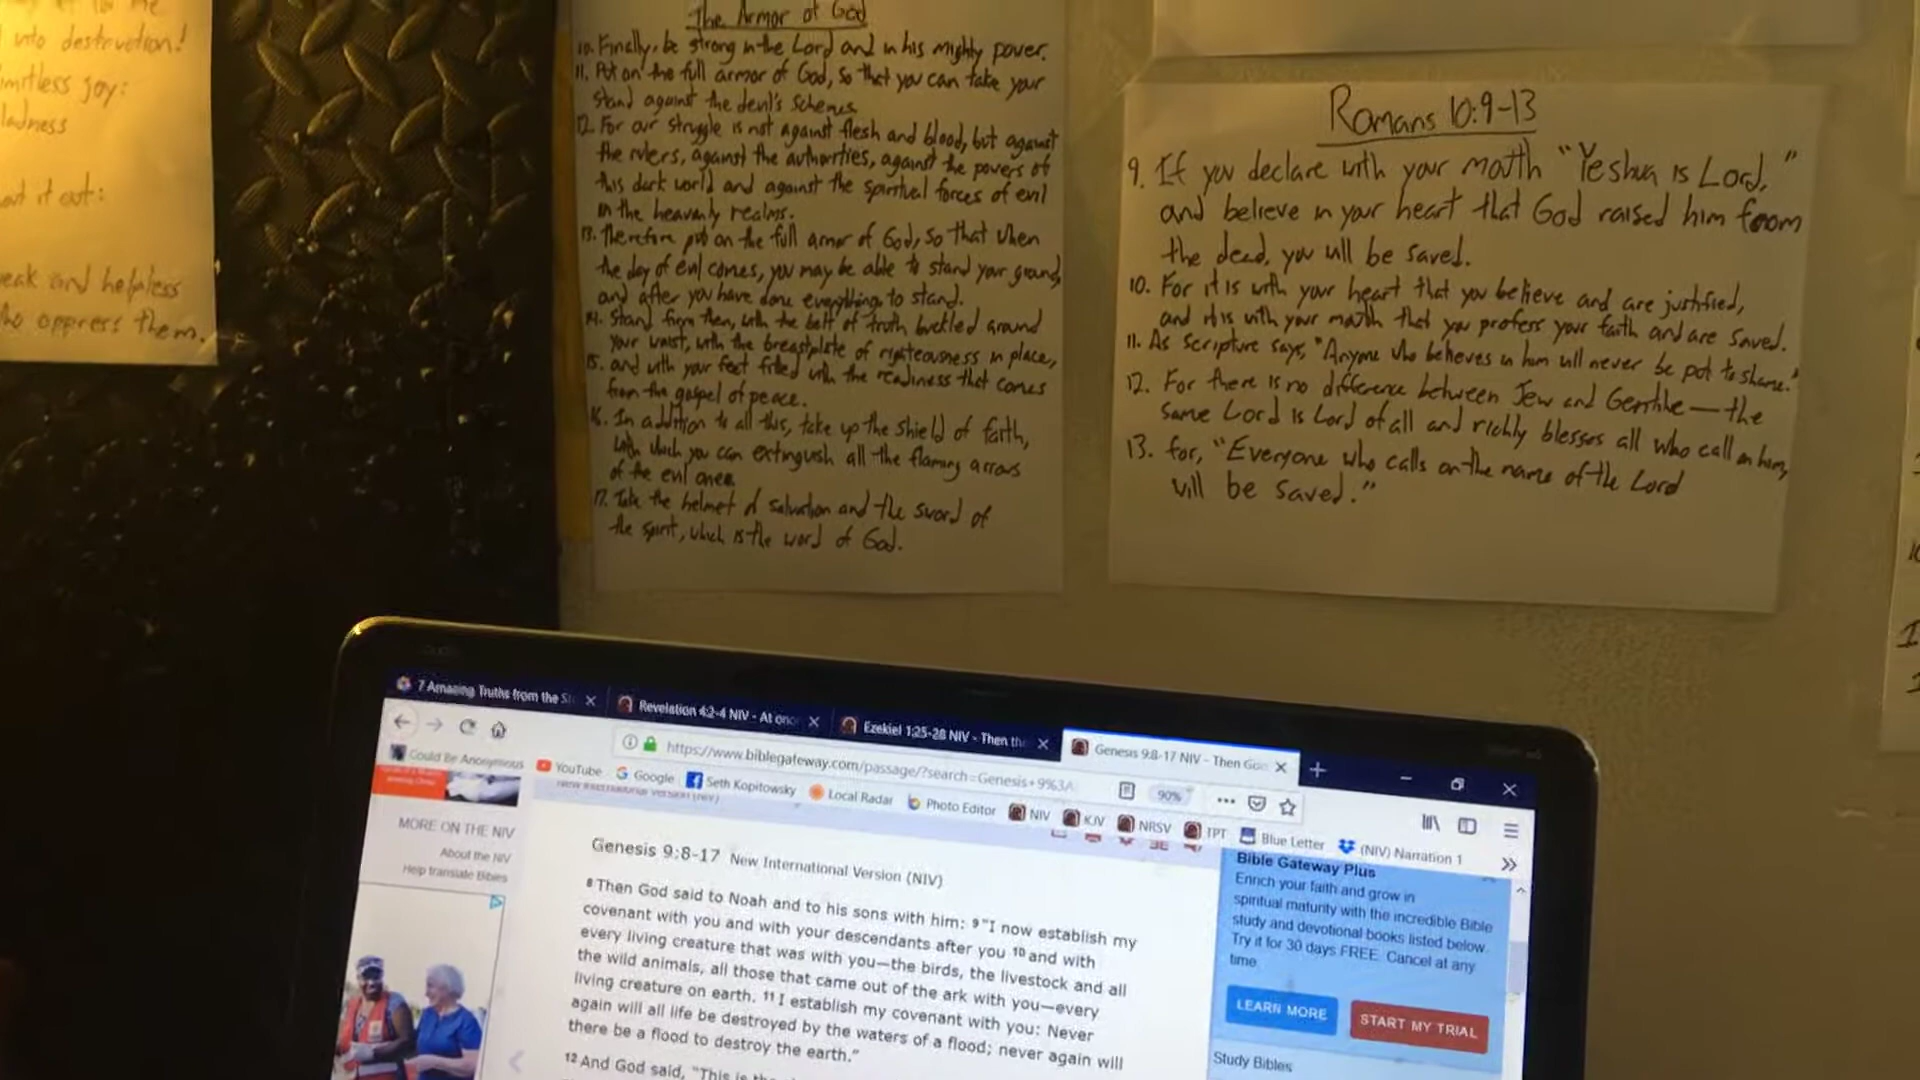 into destruction!
mitless joy:
ladness
out it out:
eak and helpless
who oppress them.
The Armor of God
10. Finally, be strong in the Lord and in his mighty power.
11. Put on the full armor of God, so that you can take your
stand against the devil's schemes
12. For our struggle is not against flesh and blood, but against
the rulers, against the authorities, against the powers of
this dark world and against the spiritual forces of evil
in the heavenly realms.
13. Therefore put on the full armor of God, so that when
the day of evil comes, you may be able to stand your ground,
and after you have done everything, to stand.
14. Stand firm then, with the belt of truth buckled around
your waist, with the breastplate of righteousness in place,
15. and with your feet fitted with the readiness that comes
from the gospel of peace.
16. In addition to all this, take up the shield of faith,
with which you can extinguish all the flaming arrows
of the evil one.
17. Take the helmet of salvation and the sword of
the spirit, which is the word of God.
Romans 10:9-13
9. If you declare with your mouth "Yeshua is Lord,"
and believe in your heart that God raised him from
the dead, you will be saved.
10. For it is with your heart that you believe and are justified,
and it is with your mouth that you profess your faith and are saved.
11. As Scripture says, "Anyone who believes in him will never be put to shame."
12. For there is no difference between Jew and Gentile—the
same Lord is Lord of all and richly blesses all who call on him,
13. for, "Everyone who calls on the name of the Lord
will be saved."
7 Amazing Truths from the St
Revelation 4:2-4 NIV - At onc
Ezekiel 1:25-28 NIV - Then the
Genesis 9:8-17 NIV - Then God
https://www.biblegateway.com/passage/?search=Genesis+9%3A
90%
Could Be Anonymous
YouTube
Google
Seth Kopitowsky
Local Radar
Photo Editor
NIV
KJV
NRSV
TPT
Blue Letter
(NIV) Narration 1
New International Version (NIV)
MORE ON THE NIV
About the NIV
Help translate Bibles
Genesis 9:8-17 New International Version (NIV)
8 Then God said to Noah and to his sons with him: 9 "I now establish my
covenant with you and with your descendants after you 10 and with
every living creature that was with you—the birds, the livestock and all
the wild animals, all those that came out of the ark with you—every
living creature on earth. 11 I establish my covenant with you: Never
again will all life be destroyed by the waters of a flood; never again will
there be a flood to destroy the earth."
12 And God said, "This is the
Bible Gateway Plus
Enrich your faith and grow in
spiritual maturity with the incredible Bible
study and devotional books listed below.
Try it for 30 days FREE. Cancel at any
time.
LEARN MORE
START MY TRIAL
Study Bibles